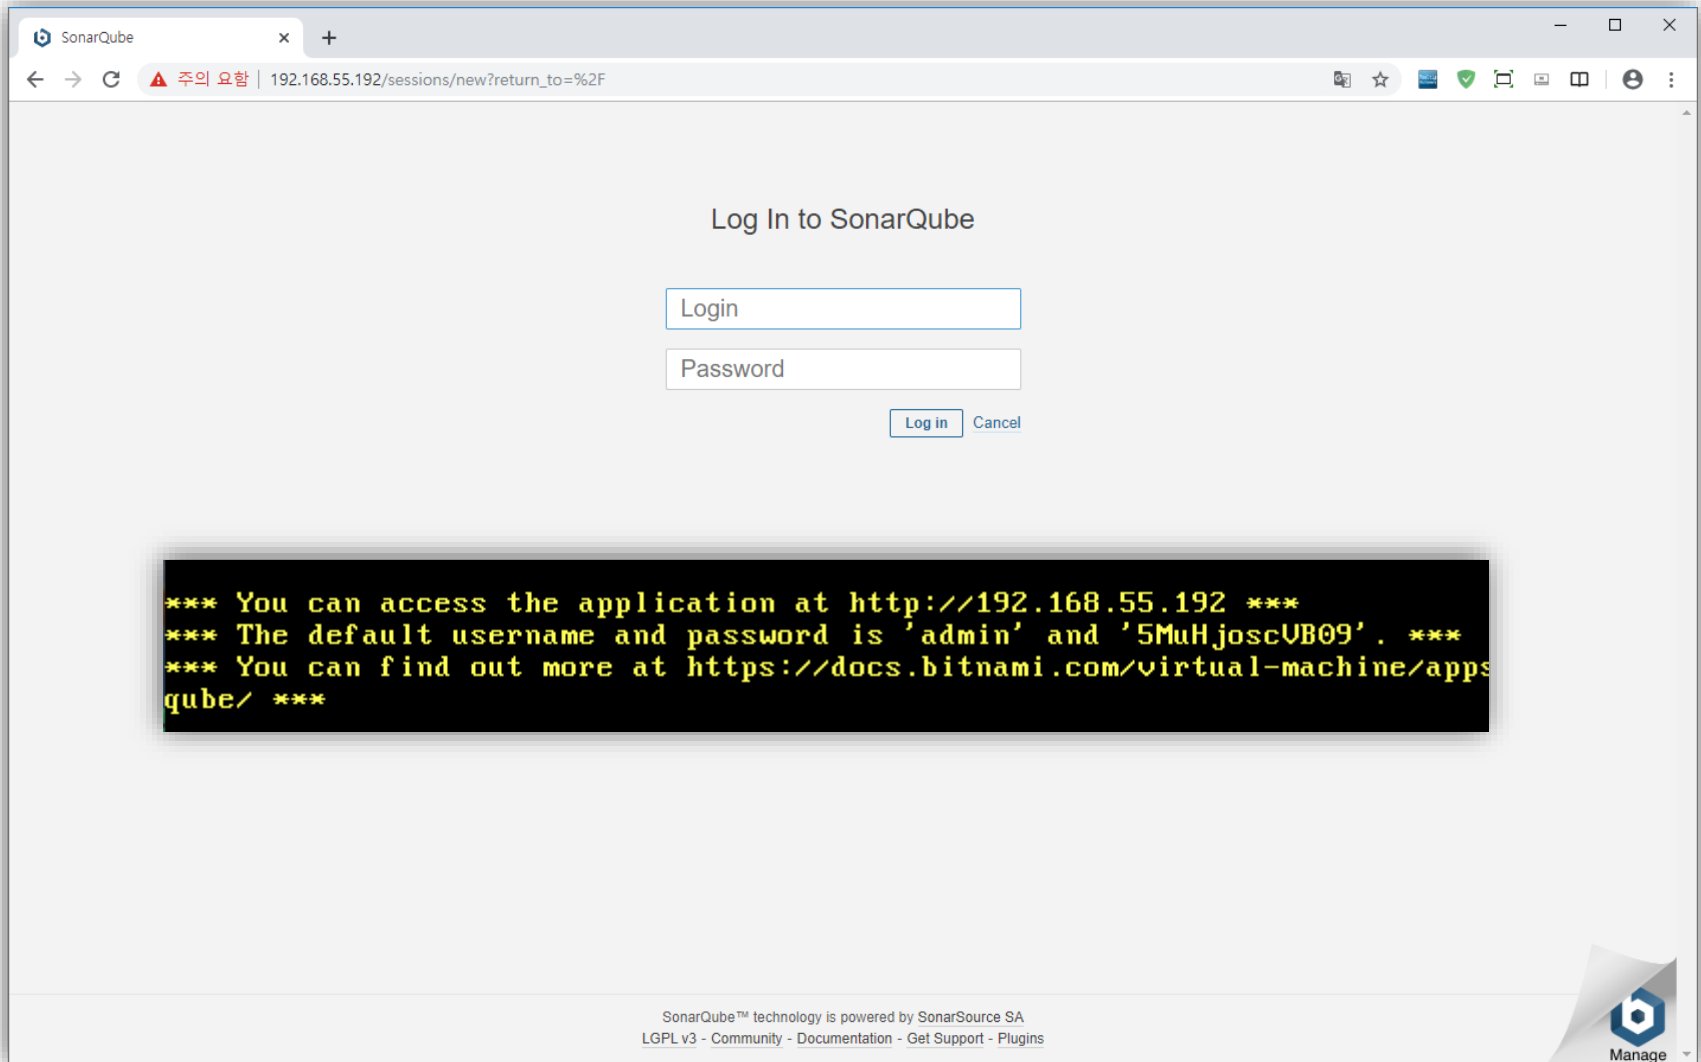 SonarQube
주의 요함 192.168.55.192/sessions/new?return_to=%2F
Log In to SonarQube
Login
Password
Log in Cancel
*** You can access the application at http://192.168.55.192 ***
*** The default username and password is 'admin' and '5MuHjoscVB09'. ***
*** You can find out more at https://docs.bitnami.com/virtual-machine/apps
qube/ ***
SonarQube™ technology is powered by SonarSource SA
LGPL v3 - Community - Documentation - Get Support - Plugins
Manage